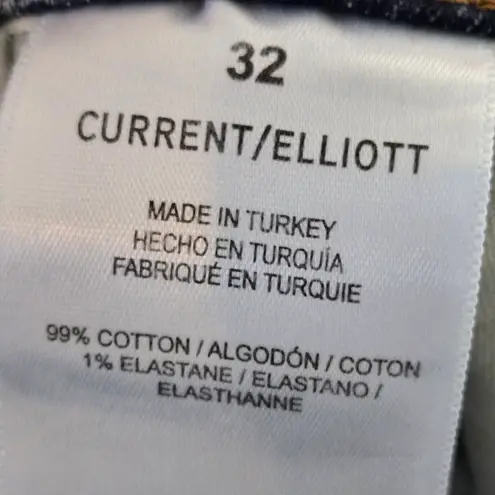 32
CURRENT/ELLIOTT
MADE IN TURKEY
HECHO EN TURQUÍA
FABRIQUÉ EN TURQUIE
99% COTTON / ALGODÓN / COTON
1% ELASTANE / ELASTANO /
ELASTHANNE